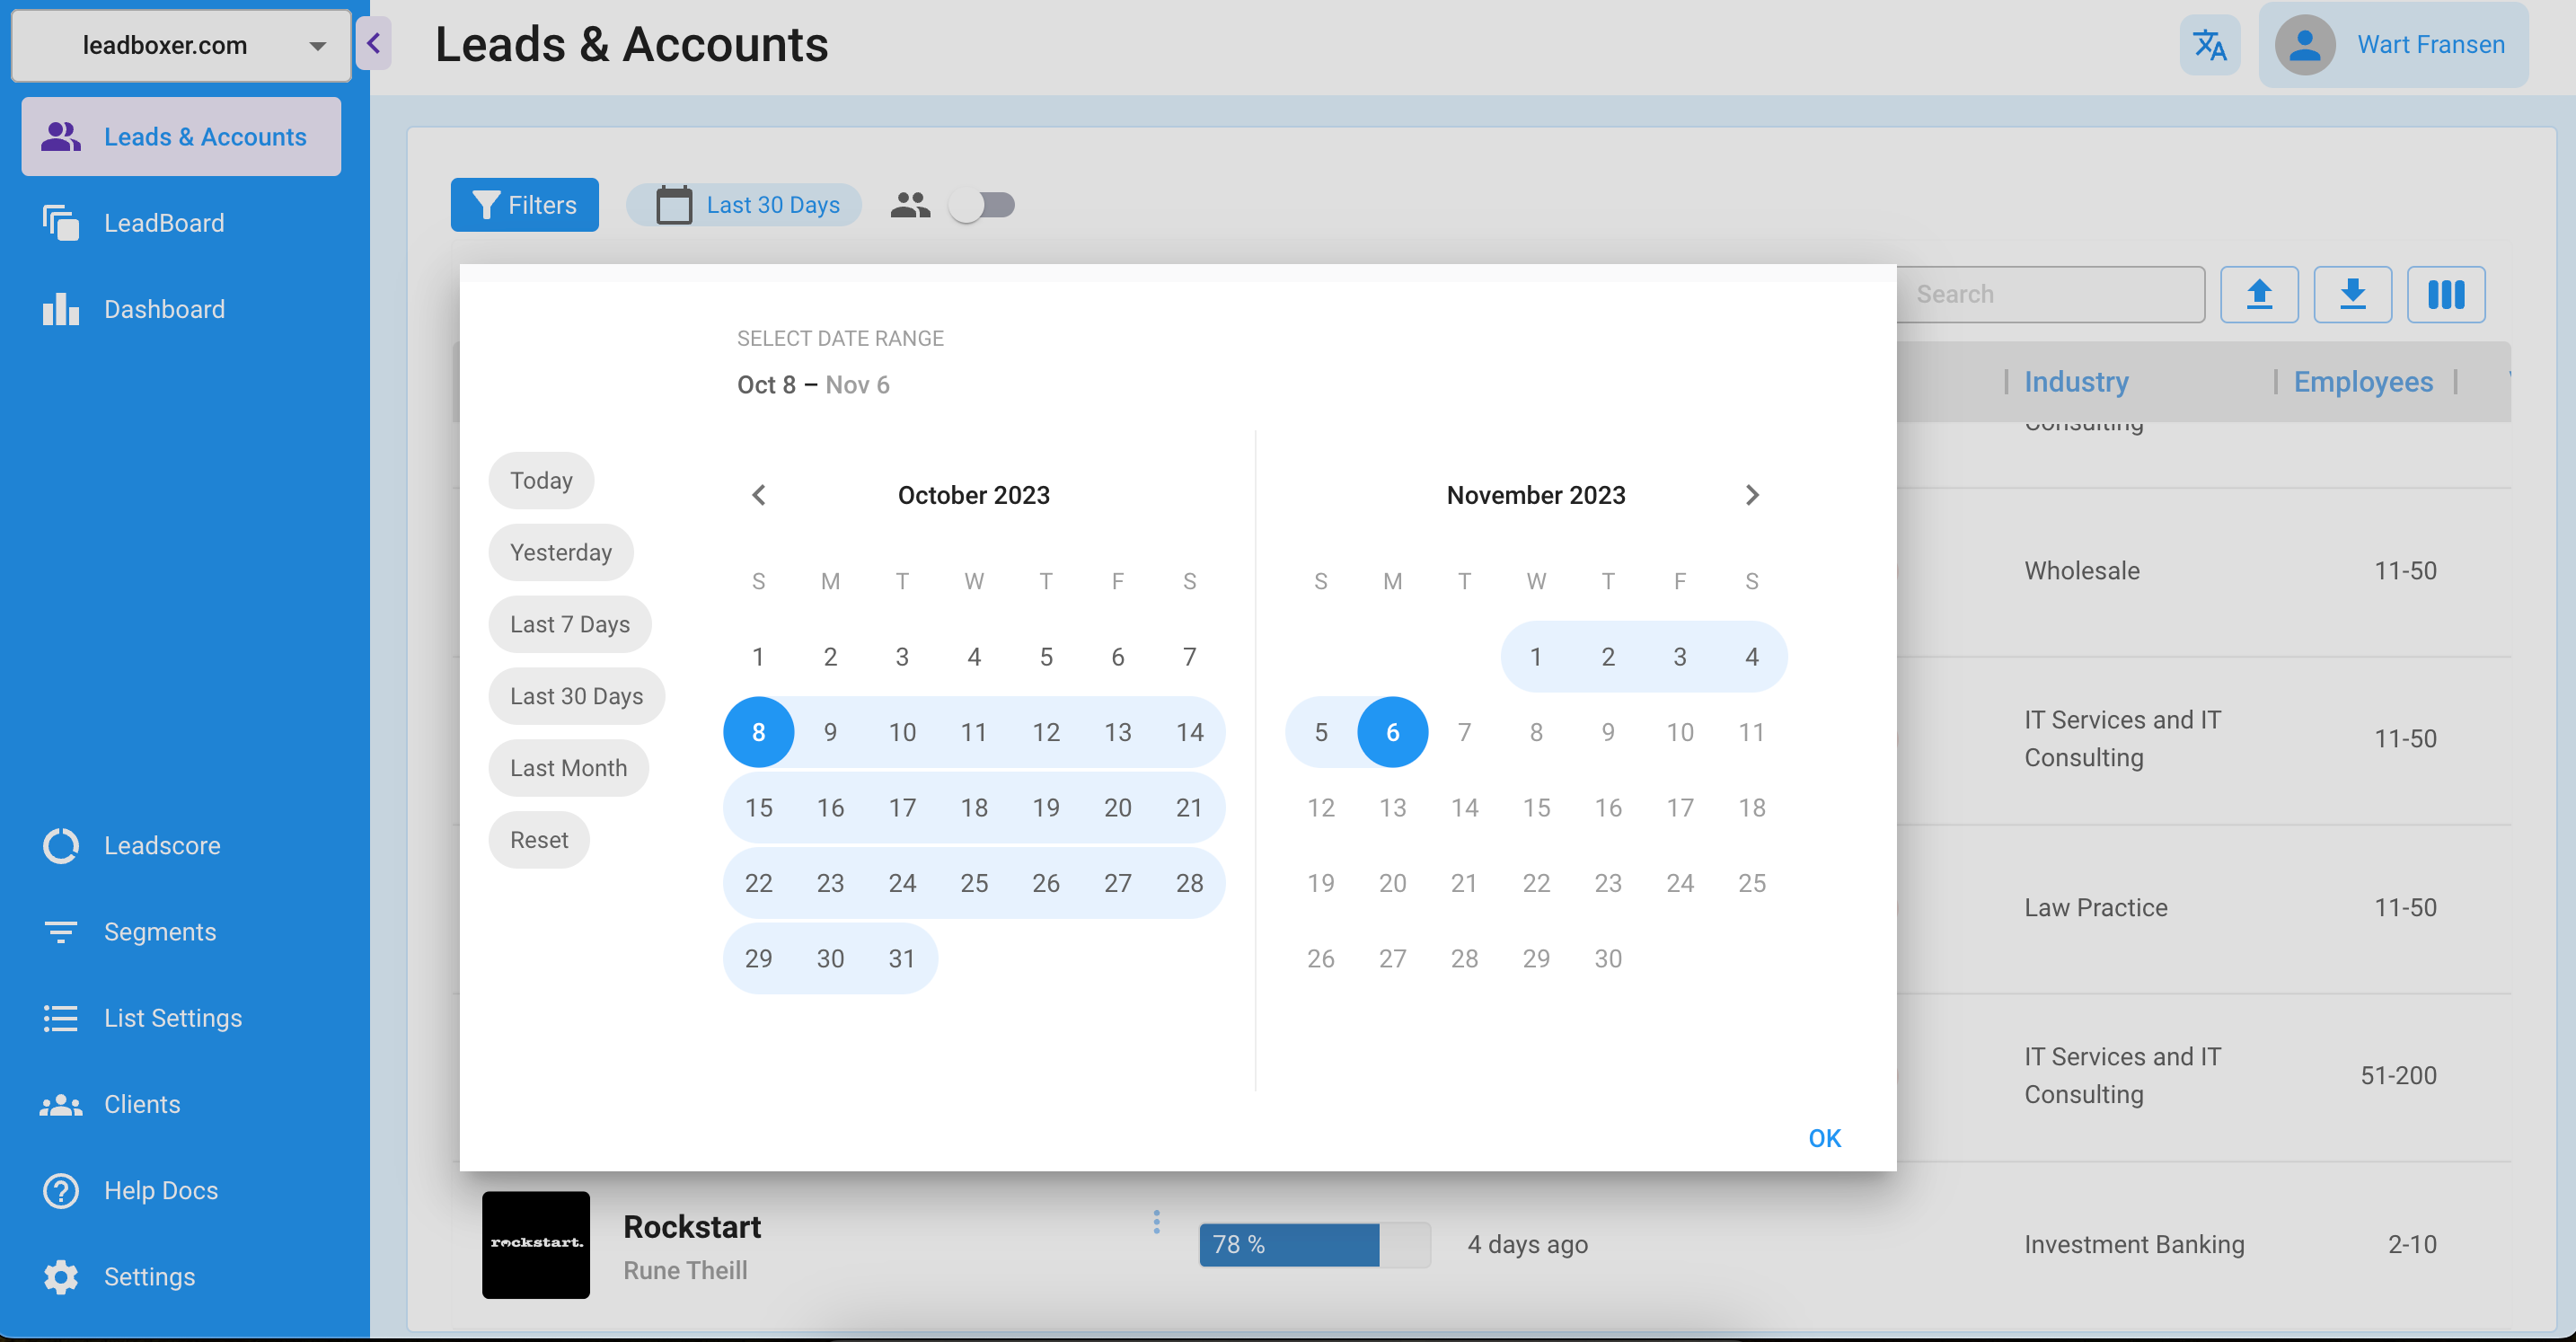 leadboxer.com
Leads & Accounts
Wart Fransen
Leads & Accounts
LeadBoard
Dashboard
Leadscore
Segments
List Settings
Clients
Help Docs
Settings
Filters
Last 30 Days
Search
Industry
Employees
Consulting
Wholesale
11-50
IT Services and IT
Consulting
11-50
Law Practice
11-50
IT Services and IT
Consulting
51-200
SELECT DATE RANGE
Oct 8 – Nov 6
Today
Yesterday
Last 7 Days
Last 30 Days
Last Month
Reset
October 2023
S M T W T F S
1 2 3 4 5 6 7
8 9 10 11 12 13 14
15 16 17 18 19 20 21
22 23 24 25 26 27 28
29 30 31
November 2023
S M T W T F S
1 2 3 4
5 6 7 8 9 10 11
12 13 14 15 16 17 18
19 20 21 22 23 24 25
26 27 28 29 30
OK
rockstart.
Rockstart
Rune Theill
78 %
4 days ago
Investment Banking
2-10